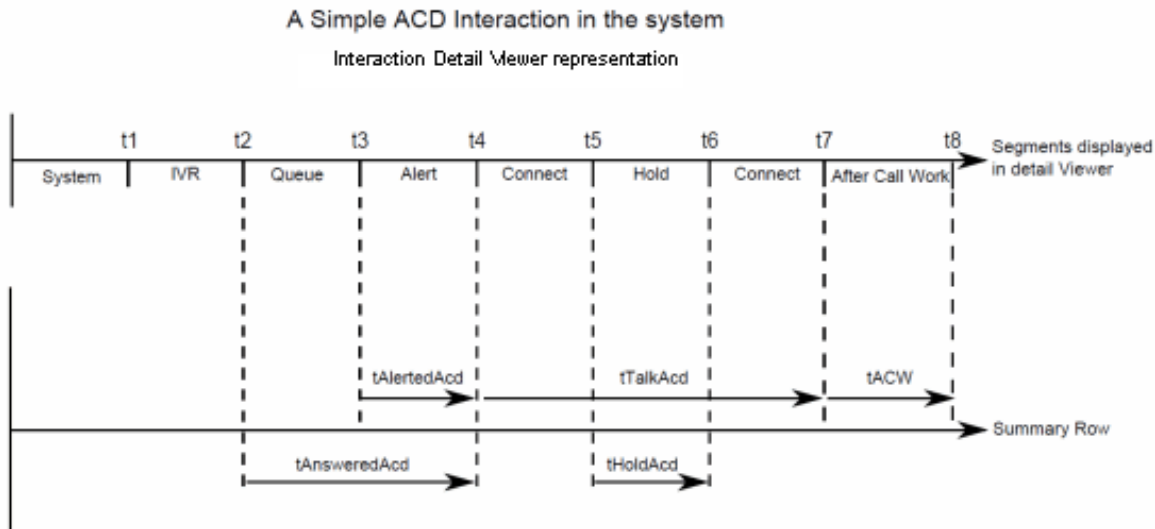 A Simple ACD Interaction in the system
Interaction Detail Viewer representation
t1 t2 t3 t4 t5 t6 t7 t8
Segments displayed
in detail Viewer
System IVR Queue Alert Connect Hold Connect After Call Work
tAlertedAcd tTalkAcd tACW
Summary Row
tAnsweredAcd tHoldAcd